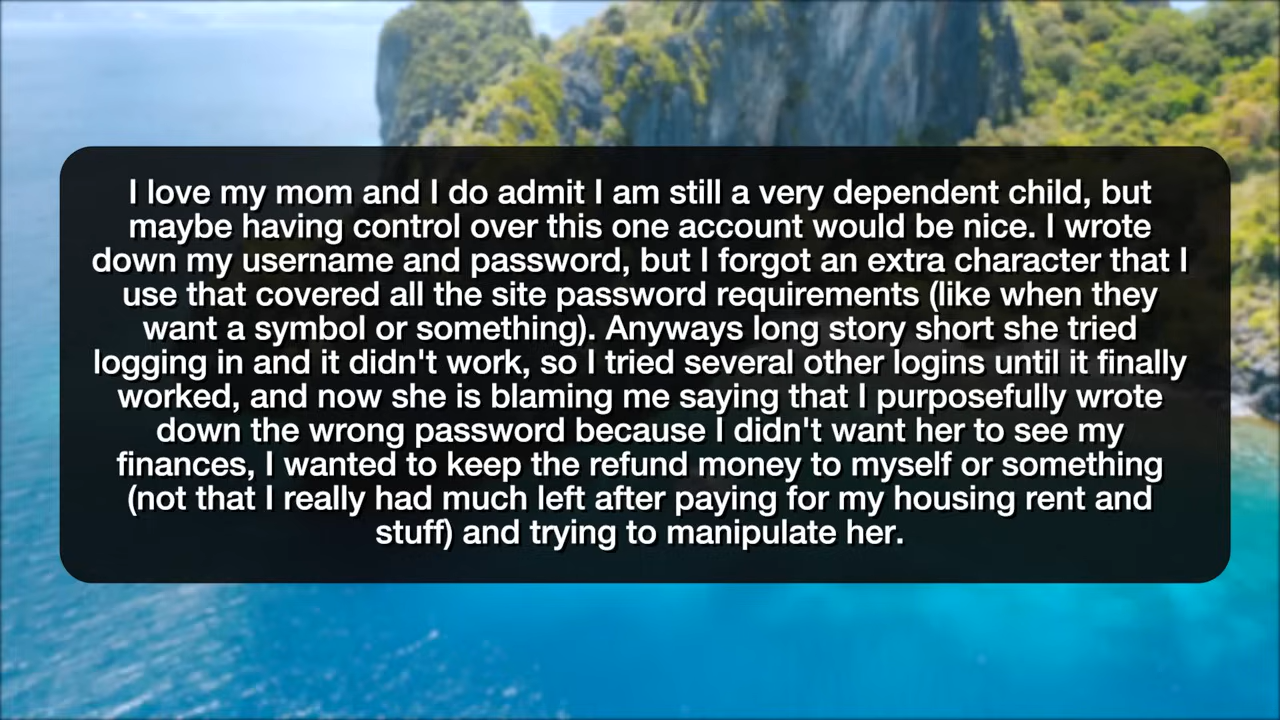 I love my mom and I do admit I am still a very dependent child, but
maybe having control over this one account would be nice. I wrote
down my username and password, but I forgot an extra character that I
use that covered all the site password requirements (like when they
want a symbol or something). Anyways long story short she tried
logging in and it didn't work, so I tried several other logins until it finally
worked, and now she is blaming me saying that I purposefully wrote
down the wrong password because I didn't want her to see my
finances, I wanted to keep the refund money to myself or something
(not that I really had much left after paying for my housing rent and
stuff) and trying to manipulate her.